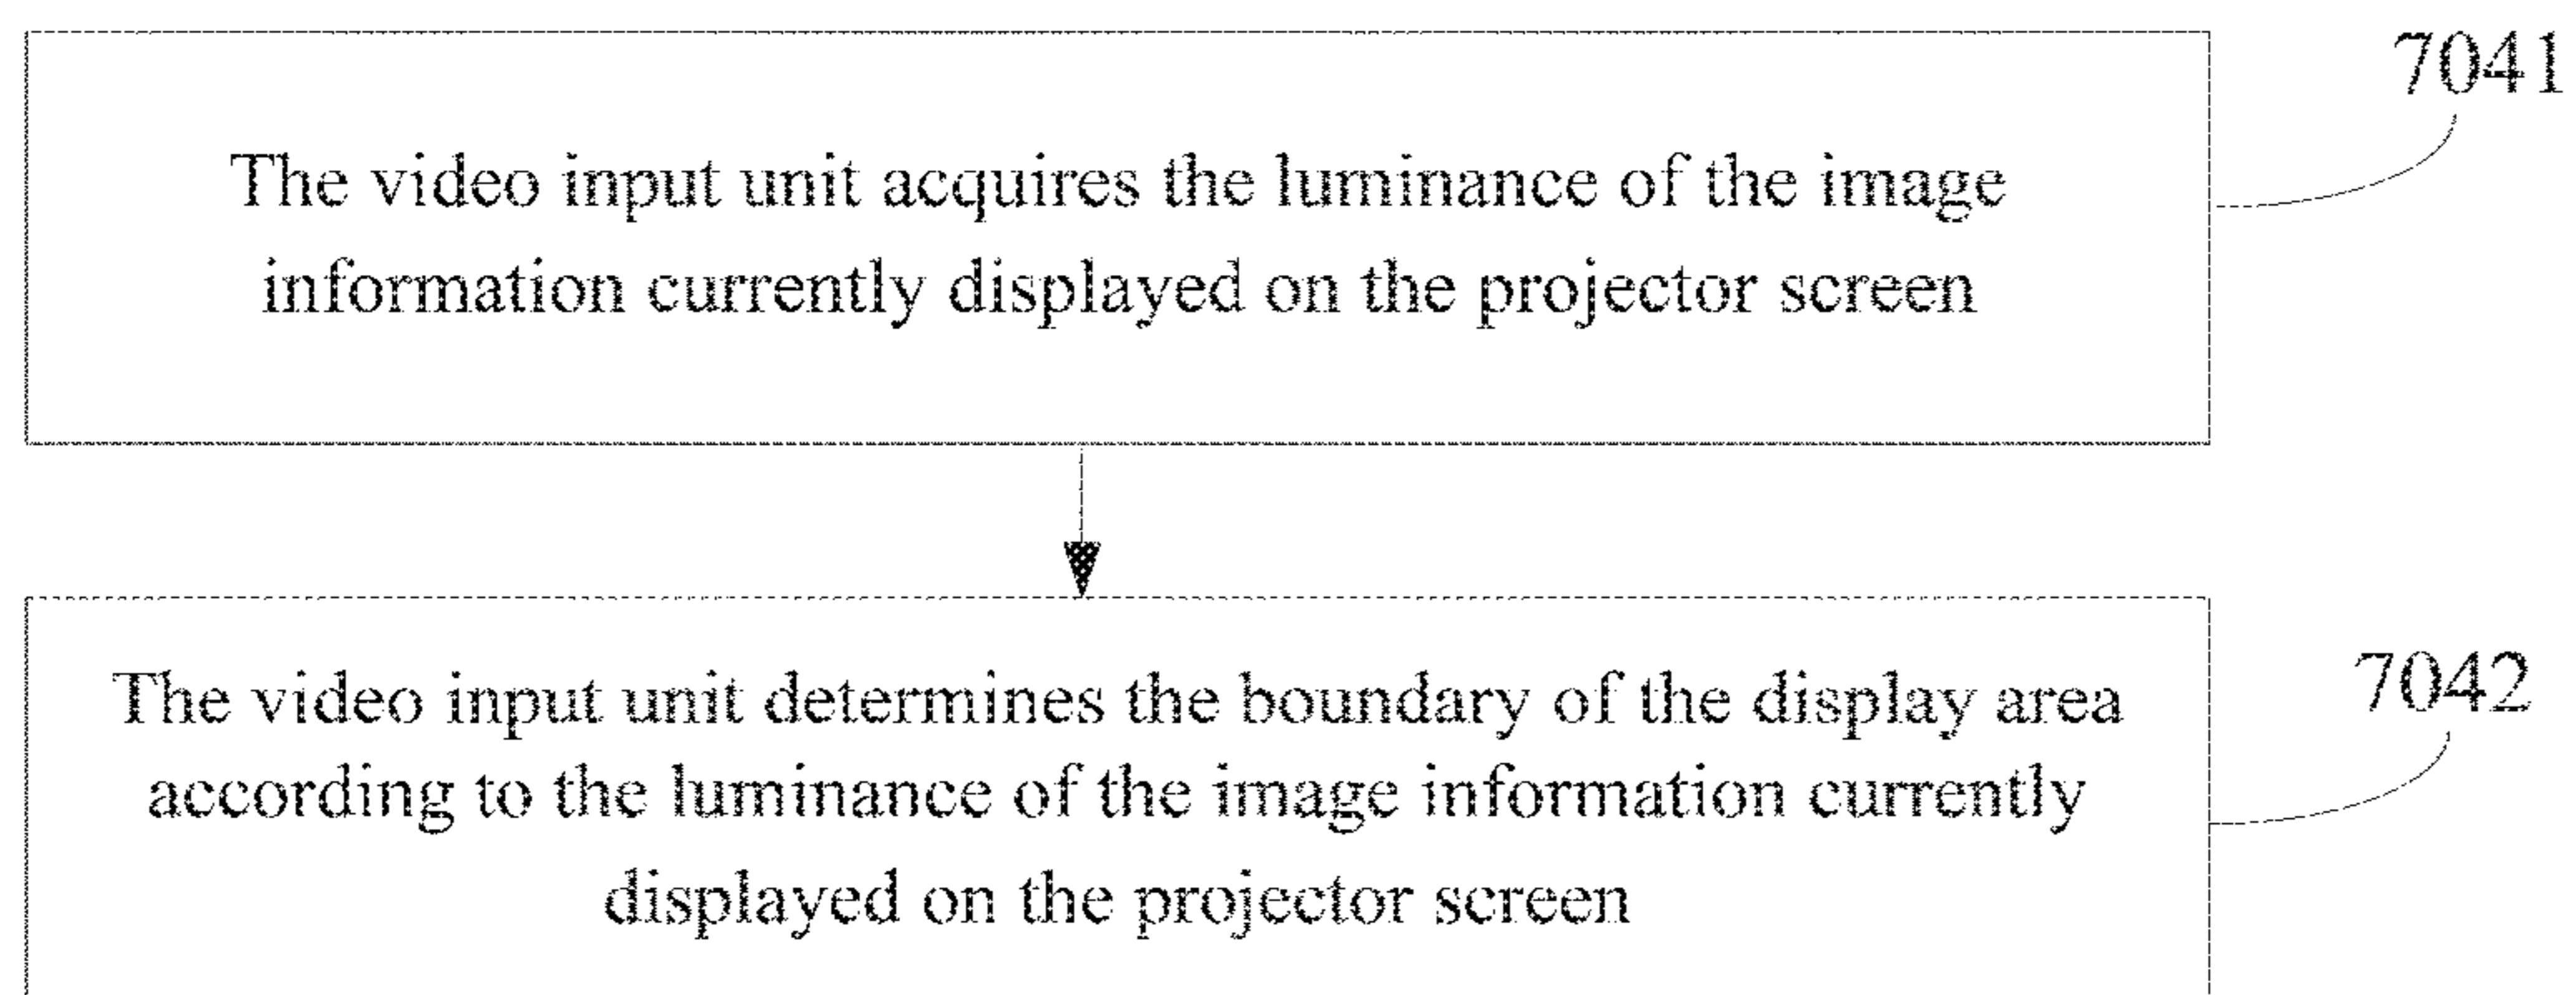 7041
The video input unit acquires the luminance of the image
information currently displayed on the projector screen
The video input unit determines the boundary of the display area
7042
according to the luminance of the image information currently
displayed on the projector screen